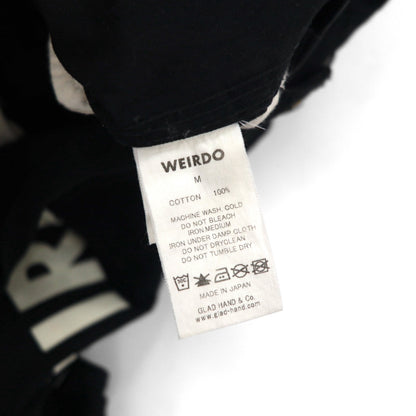 WEIRDO
M
COTTON 100%
MACHINE WASH, COLD
DO NOT BLEACH
IRON MEDIUM
IRON UNDER DAMP CLOTH
DO NOT DRYCLEAN
DO NOT TUMBLE DRY
MADE IN JAPAN
GLAD HAND & Co.
www.glad-hand.com